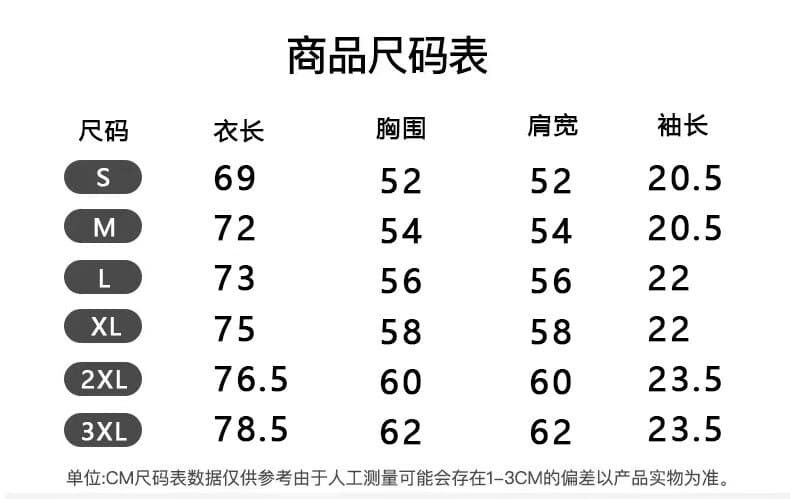 商品尺码表
尺码 衣长 胸围 肩宽 袖长
S 69 52 52 20.5
M 72 54 54 20.5
L 73 56 56 22
XL 75 58 58 22
2XL 76.5 60 60 23.5
3XL 78.5 62 62 23.5
单位:CM尺码表数据仅供参考由于人工测量可能会存在1-3CM的偏差以产品实物为准。